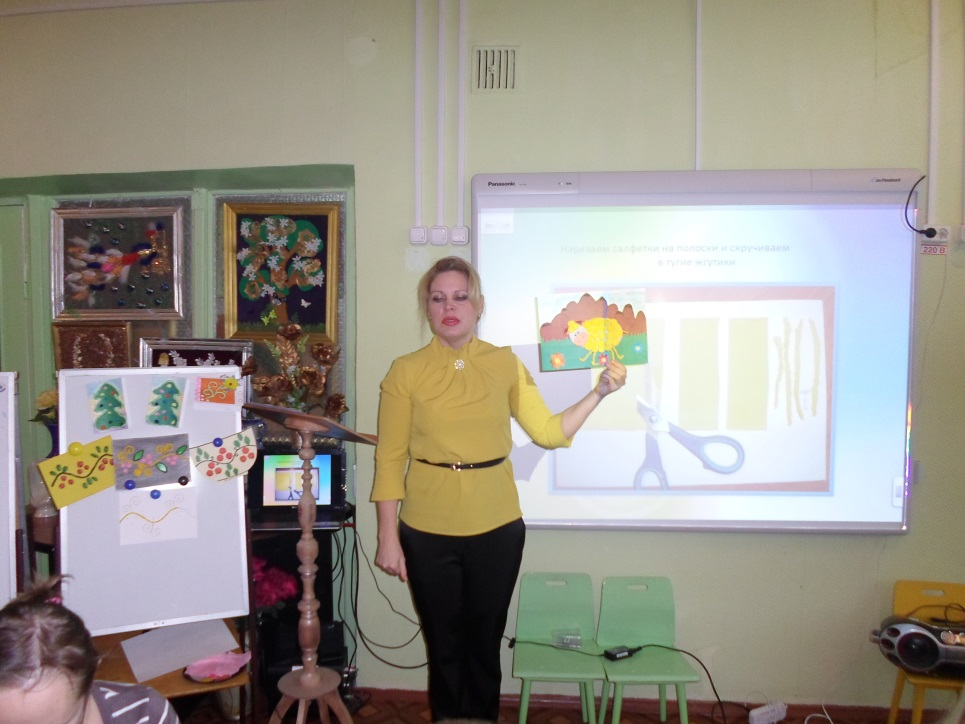 Panasonic
Нарезаем салфетки на полоски и скручиваем
в тугие жгутики
220 В